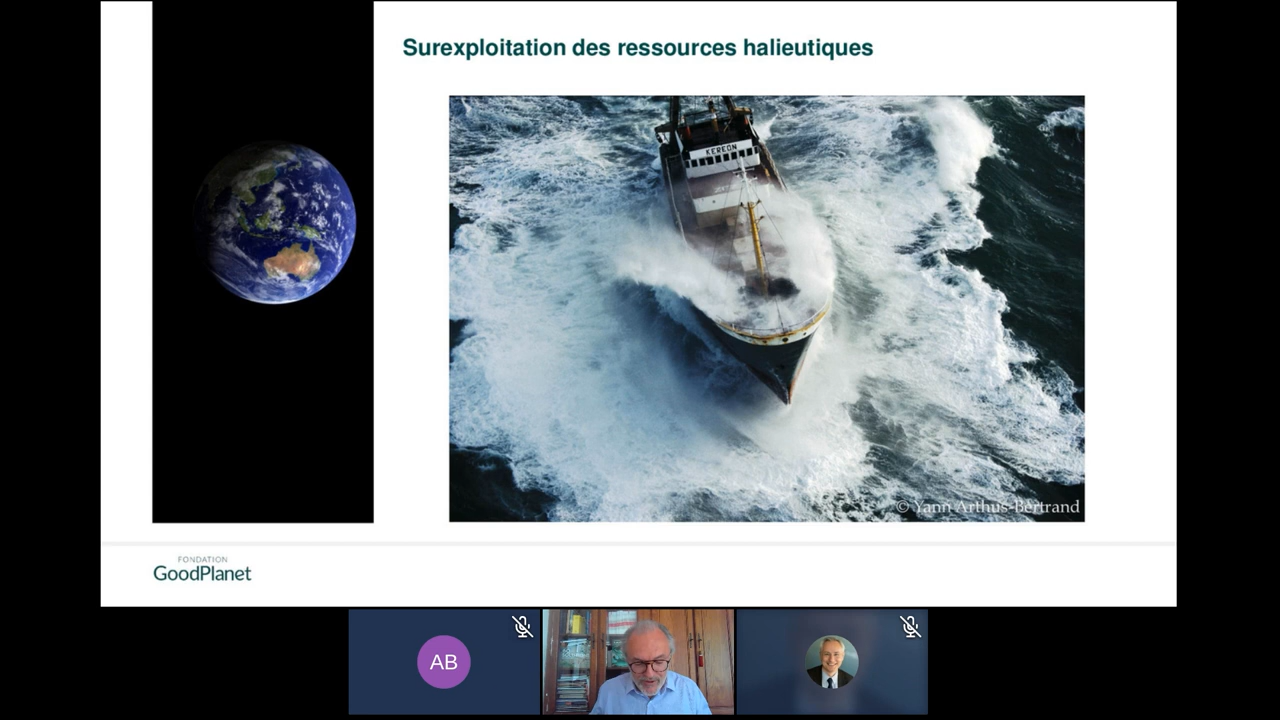 Surexploitation des ressources halieutiques
KEREON
© Yann Arthus-Bertrand
FONDATION
GoodPlanet
AB